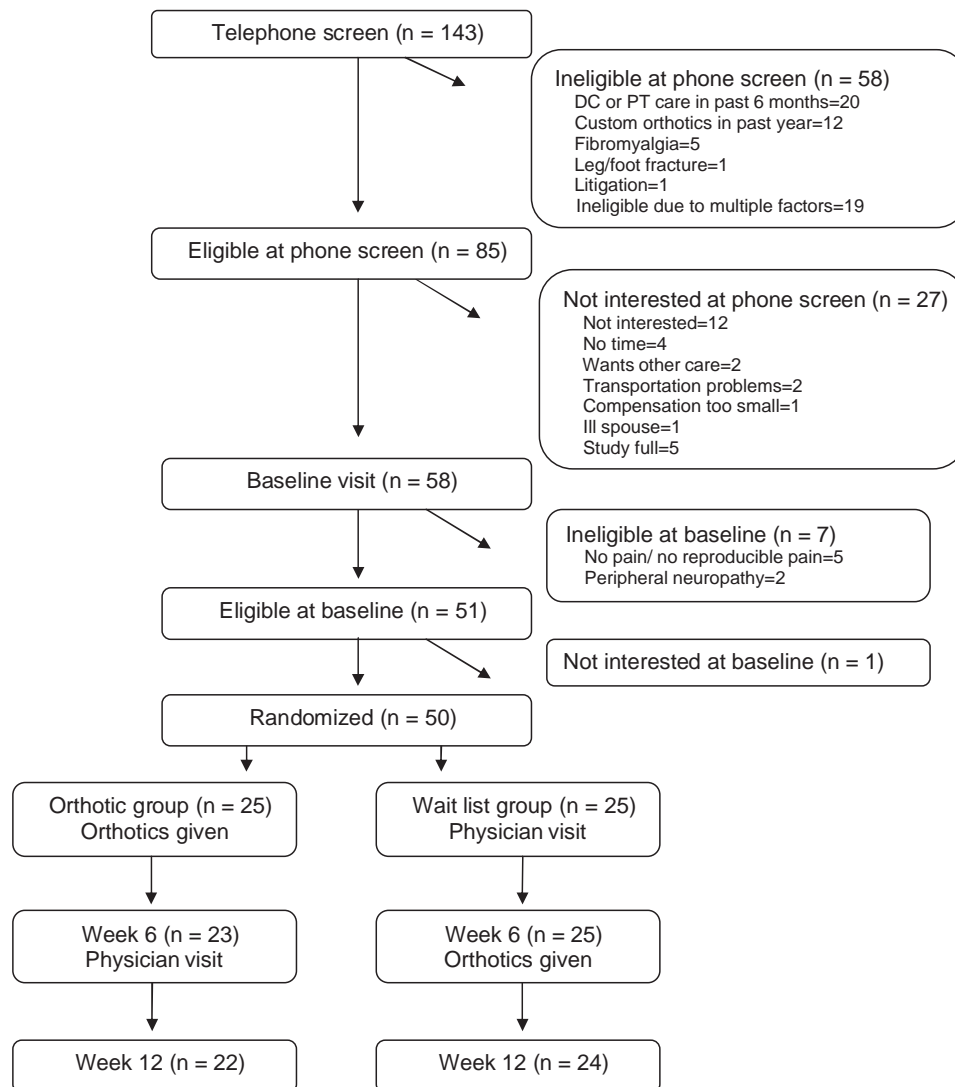 Telephone screen (n = 143)
Ineligible at phone screen (n = 58)
DC or PT care in past 6 months=20
Custom orthotics in past year=12
Fibromyalgia=5
Leg/foot fracture=1
Litigation=1
Ineligible due to multiple factors=19
Eligible at phone screen (n = 85)
Not interested at phone screen (n = 27)
Not interested=12
No time=4
Wants other care=2
Transportation problems=2
Compensation too small=1
Ill spouse=1
Study full=5
Baseline visit (n = 58)
Ineligible at baseline (n = 7)
No pain/ no reproducible pain=5
Peripheral neuropathy=2
Eligible at baseline (n = 51)
Not interested at baseline (n = 1)
Randomized (n = 50)
Orthotic group (n = 25)
Orthotics given
Wait list group (n = 25)
Physician visit
Week 6 (n = 23)
Physician visit
Week 6 (n = 25)
Orthotics given
Week 12 (n = 22)
Week 12 (n = 24)